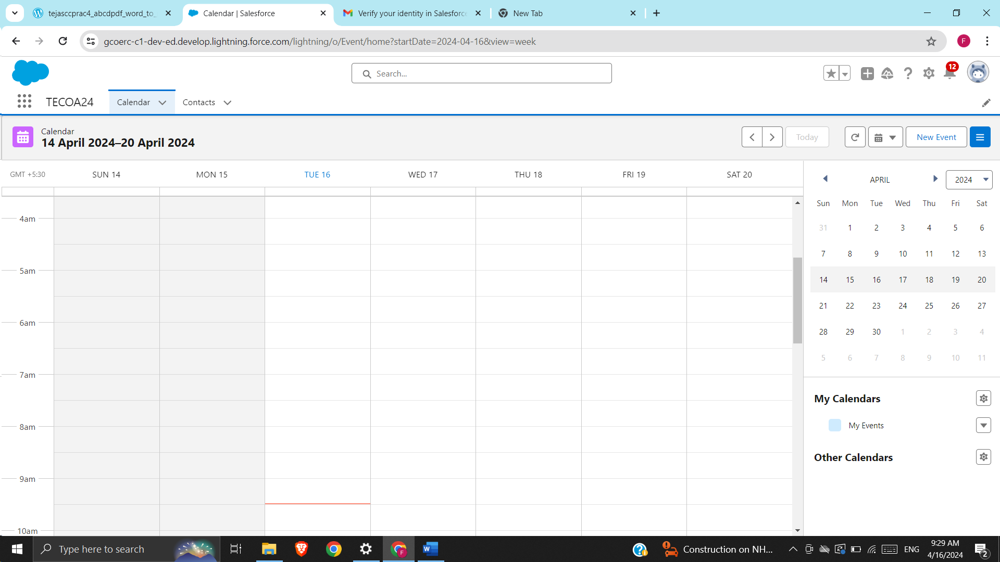 tejasccprac4_abcdpdf_word_to_
Calendar | Salesforce
Verify your identity in Salesforce
New Tab
gcoerc-c1-dev-ed.develop.lightning.force.com/lightning/o/Event/home?startDate=2024-04-16&view=week
F
Search...
12
TECOA24
Calendar
Contacts
Calendar
14 April 2024–20 April 2024
Today
New Event
GMT +5:30
SUN 14
MON 15
TUE 16
WED 17
THU 18
FRI 19
SAT 20
4am
5am
6am
7am
8am
9am
10am
APRIL
2024
Sun Mon Tue Wed Thu Fri Sat
31 1 2 3 4 5 6
7 8 9 10 11 12 13
14 15 16 17 18 19 20
21 22 23 24 25 26 27
28 29 30 1 2 3 4
5 6 7 8 9 10 11
My Calendars
My Events
Other Calendars
Type here to search
F
W
Construction on NH...
ENG
9:29 AM
4/16/2024
2